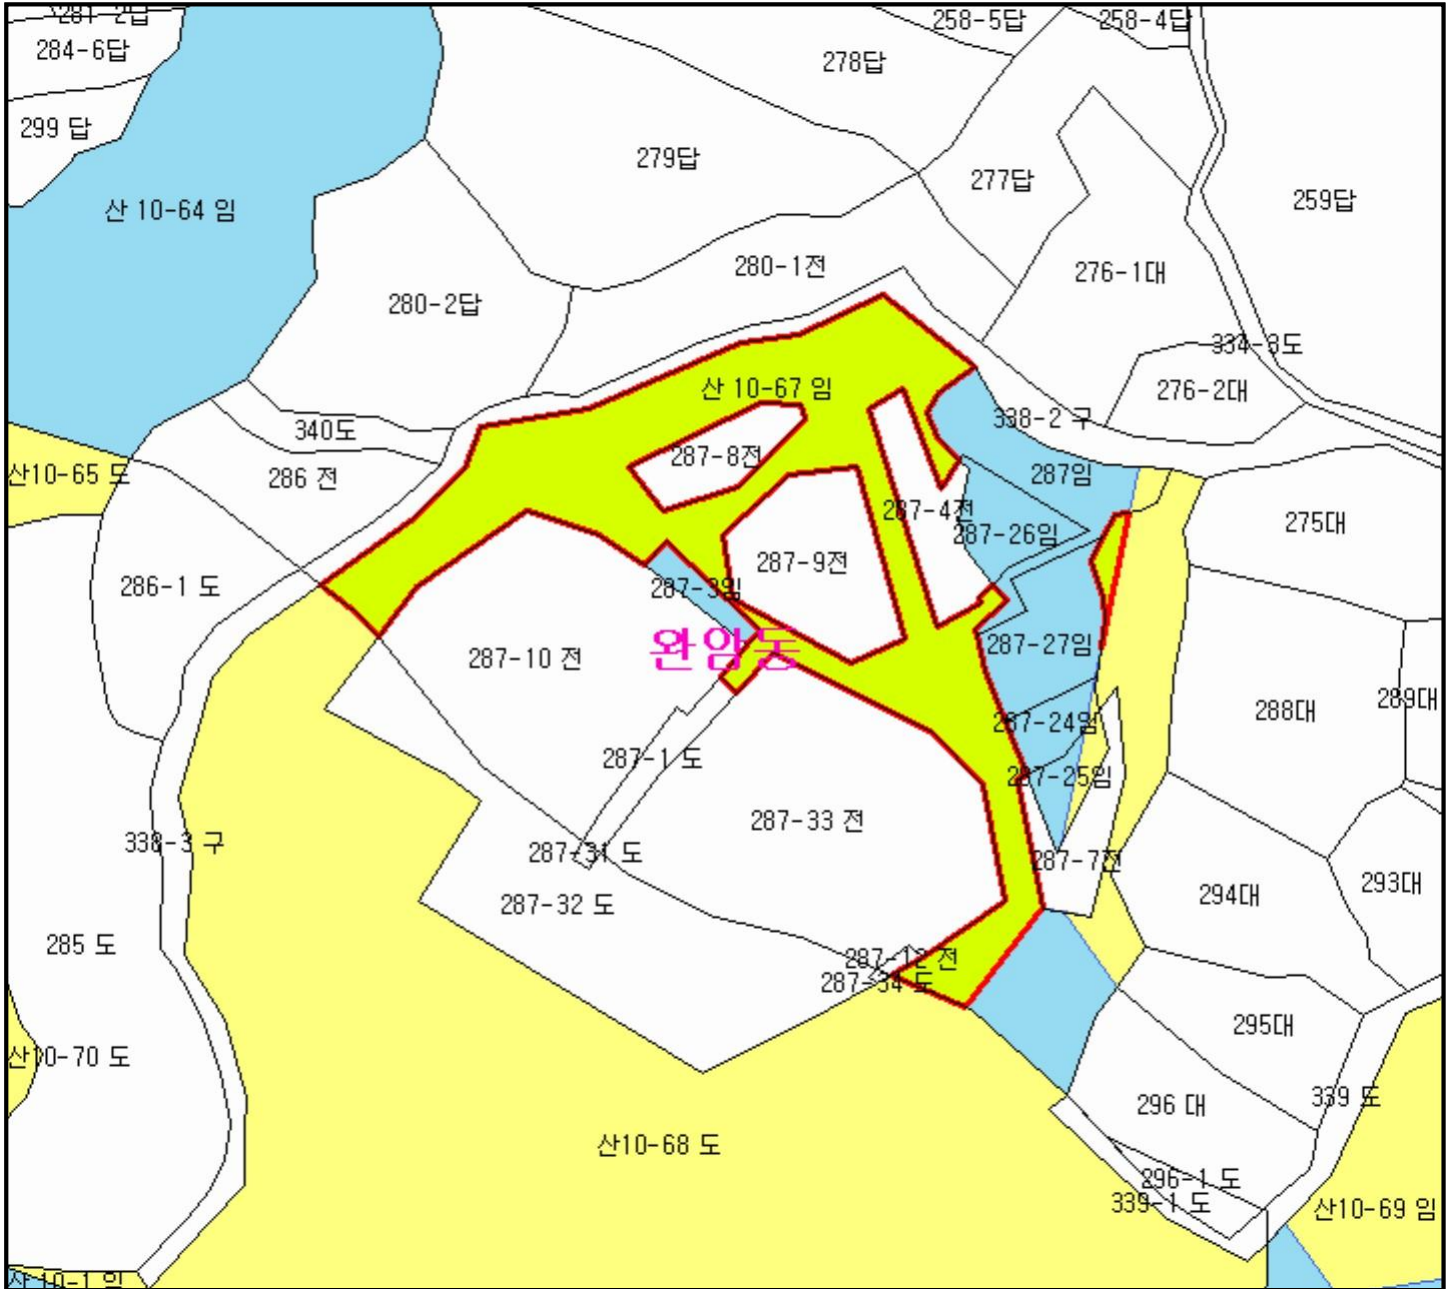 281-2답
258-5답
258-4답
284-6답
278답
299 답
279답
277답
259답
산 10-64 임
280-1전
276-1대
280-2답
334-3도
산 10-67 임
276-2대
338-2 구
340도
287-8전
287임
산10-65 도
286 전
287-4전
275대
287-26임
287-9전
286-1 도
287-3임
287-27임
완암동
287-10 전
289대
288대
287-24임
287-1 도
287-25임
287-33 전
338-3 구
287-31 도
287-7전
293대
294대
287-32 도
285 도
287-12 전
287-34 도
295대
산10-70 도
339 도
296 대
산10-68 도
296-1 도
339-1 도
산10-69 임
산10-1 임